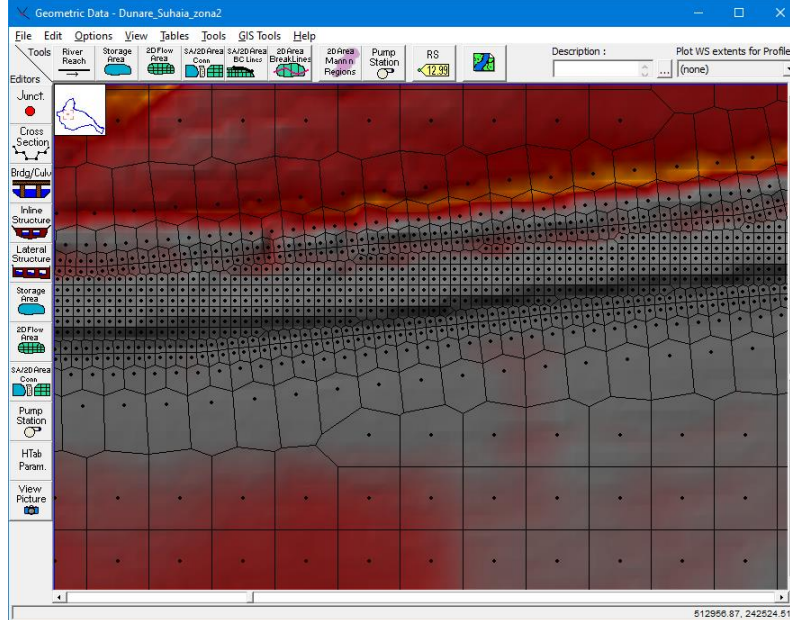 Geometric Data - Dunare_Suhaia_zona2
File Edit Options View Tables Tools GIS Tools Help
Tools
Editors
River
Reach
Storage
Area
2D Flow
Area
SA/2D Area
Conn
SA/2D Area
BC Lines
2D Area
BreakLines
2D Area
Mann n
Regions
Pump
Station
RS
12.99
Description :
...
Plot WS extents for Profile
(none)
Junct.
Cross
Section
Brdg/Culv
Inline
Structure
Lateral
Structure
Storage
Area
2D Flow
Area
SA/2D Area
Conn
Pump
Station
HTab
Param.
View
Picture
512956.87, 242524.51